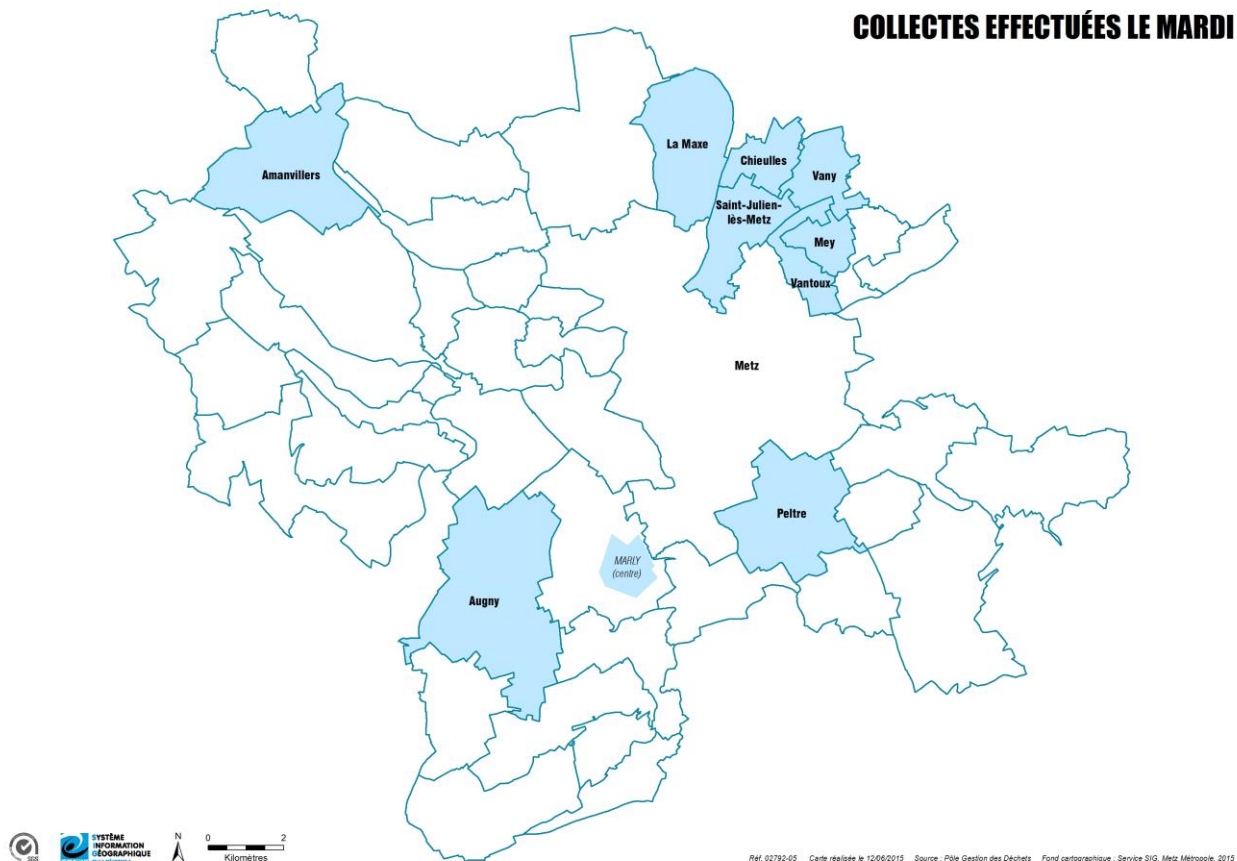 COLLECTES EFFECTUÉES LE MARDI
La Maxe
Chieulles
Vany
Amanvillers
Saint-Julien-
lès-Metz
Mey
Vantoux
Metz
Peltre
MARLY
(centre)
Augny
SGS
SYSTÈME
INFORMATION
GÉOGRAPHIQUE
N
0 2
Kilomètres
Réf. 02792-05 Carte réalisée le 12/06/2015 Source : Pôle Gestion des Déchets Fond cartographique : Service SIG, Metz Métropole, 2015